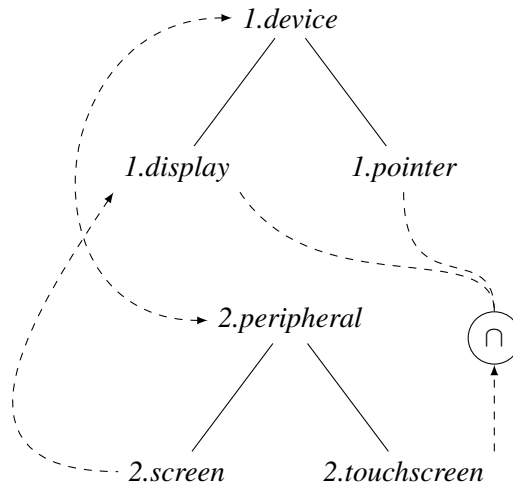 1.device
1.display 1.pointer
2.peripheral
∩
2.screen 2.touchscreen